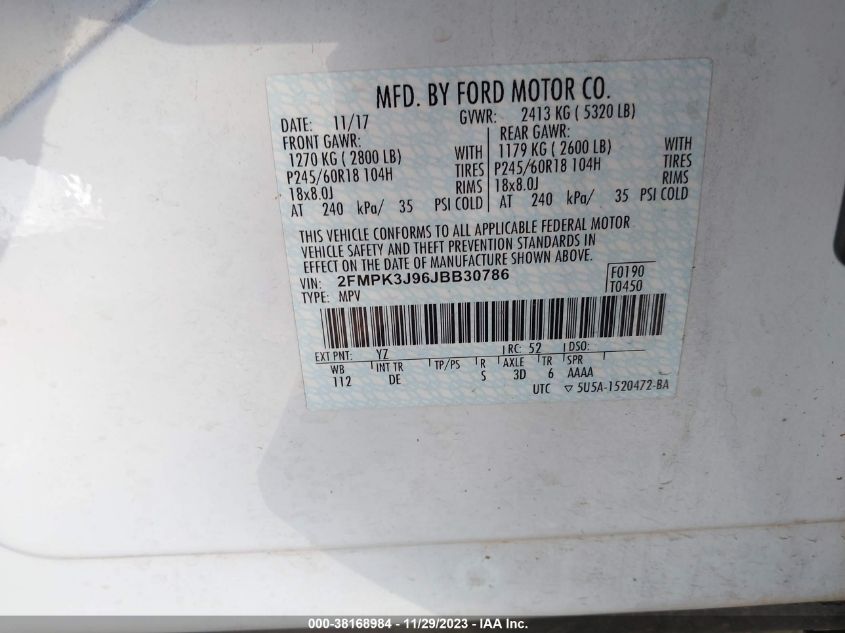 MFD. BY FORD MOTOR CO.
DATE: 11/17 GVWR: 2413 KG ( 5320 LB)
FRONT GAWR: REAR GAWR:
1270 KG ( 2800 LB) WITH 1179 KG ( 2600 LB) WITH
P245/60R18 104H TIRES P245/60R18 104H TIRES
18x8.0J RIMS 18x8.0J RIMS
AT 240 kPa/ 35 PSI COLD AT 240 kPa/ 35 PSI COLD
THIS VEHICLE CONFORMS TO ALL APPLICABLE FEDERAL MOTOR
VEHICLE SAFETY AND THEFT PREVENTION STANDARDS IN
EFFECT ON THE DATE OF MANUFACTURE SHOWN ABOVE.
VIN: 2FMPK3J96JBB30786 F0190
TYPE: MPV T0450
EXT PNT: YZ RC: 52 DSO:
WB INT TR TP/PS R AXLE TR SPR
112 DE S 3D 6 AAAA
UTC ▽ 5U5A-1520472-BA
000-38168984 - 11/29/2023 - IAA Inc.